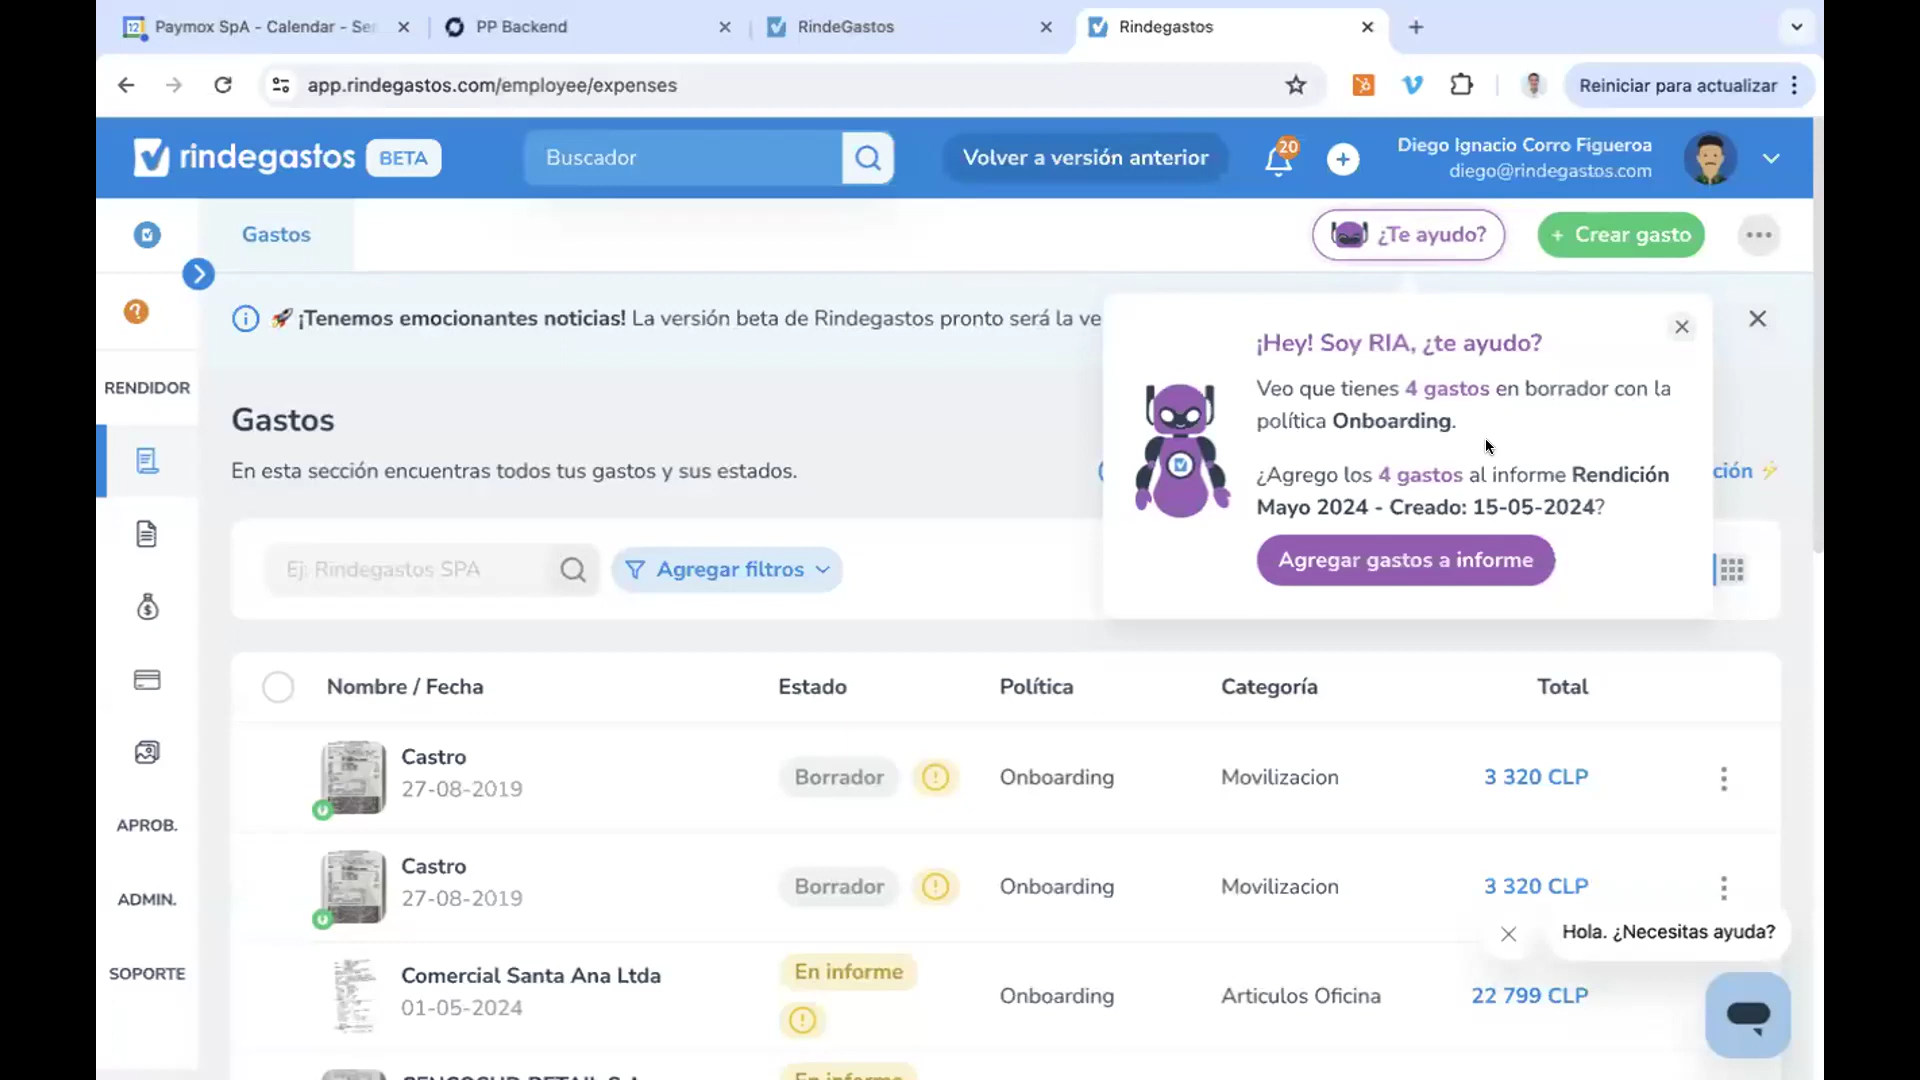 Paymox SpA - Calendar - Se
PP Backend
RindeGastos
Rindegastos
app.rindegastos.com/employee/expenses
Reiniciar para actualizar
rindegastos BETA
Buscador
Volver a versión anterior
20
Diego Ignacio Corro Figueroa
diego@rindegastos.com
Gastos
¿Te ayudo?
+ Crear gasto
🚀 ¡Tenemos emocionantes noticias! La versión beta de Rindegastos pronto será la ve
¡Hey! Soy RIA, ¿te ayudo?
Veo que tienes 4 gastos en borrador con la
política Onboarding.
¿Agrego los 4 gastos al informe Rendición
Mayo 2024 - Creado: 15-05-2024?
Agregar gastos a informe
RENDIDOR
Gastos
En esta sección encuentras todos tus gastos y sus estados.
ción ⚡
Ej: Rindegastos SPA
Agregar filtros
Nombre / Fecha Estado Política Categoría Total
Castro
27-08-2019
Borrador Onboarding Movilizacion 3 320 CLP
APROB.
Castro
27-08-2019
Borrador Onboarding Movilizacion 3 320 CLP
ADMIN.
Hola. ¿Necesitas ayuda?
SOPORTE
Comercial Santa Ana Ltda
01-05-2024
En informe
Onboarding Articulos Oficina 22 799 CLP
CENCOSUD RETAIL S.A.
En informe